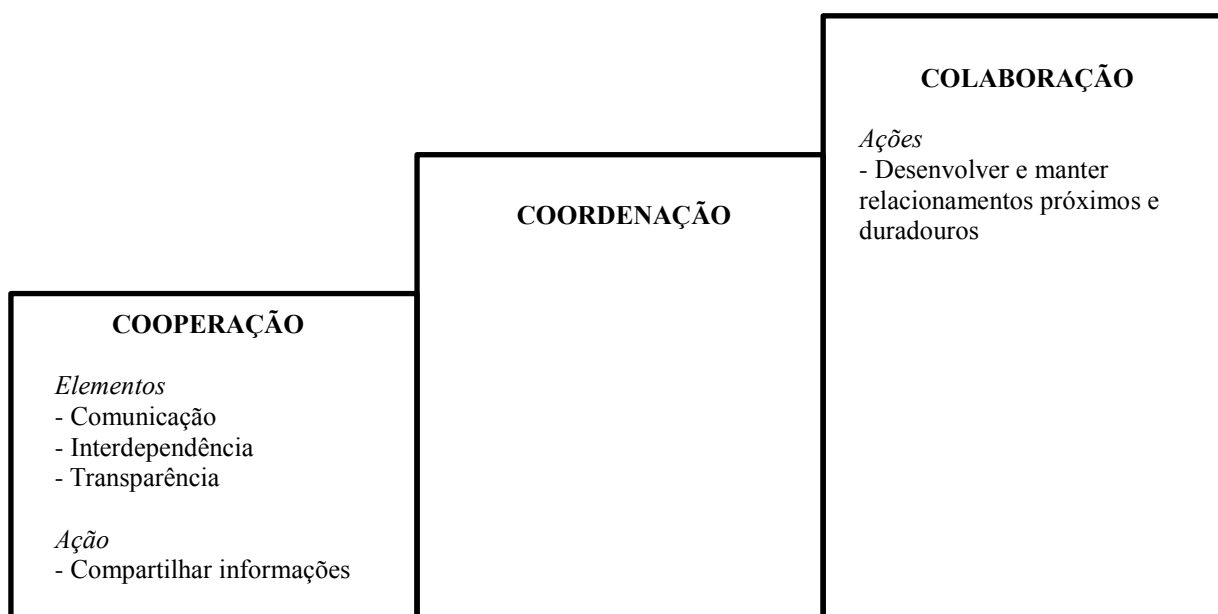 COLABORAÇÃO
Ações
- Desenvolver e manter
relacionamentos próximos e
duradouros
COORDENAÇÃO
COOPERAÇÃO
Elementos
- Comunicação
- Interdependência
- Transparência
Ação
- Compartilhar informações